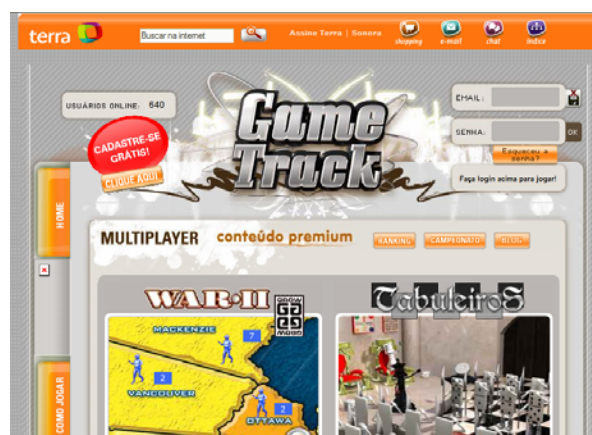 terra
Buscar na internet
Assine Terra | Sonora
shopping
e-mail
chat
índice
USUÁRIOS ONLINE: 640
CADASTRE-SE
GRÁTIS!
CLIQUE AQUI
Game
Track
EMAIL:
SENHA:
OK
Esqueceu a
senha?
Faça login acima para jogar!
HOME
MULTIPLAYER
conteúdo premium
RANKING
CAMPEONATO
BLOG
WAR II
GROW
TabuleiroS
MACKENZIE
7
2
VANCOUVER
2
OTTAWA
COMO JOGAR